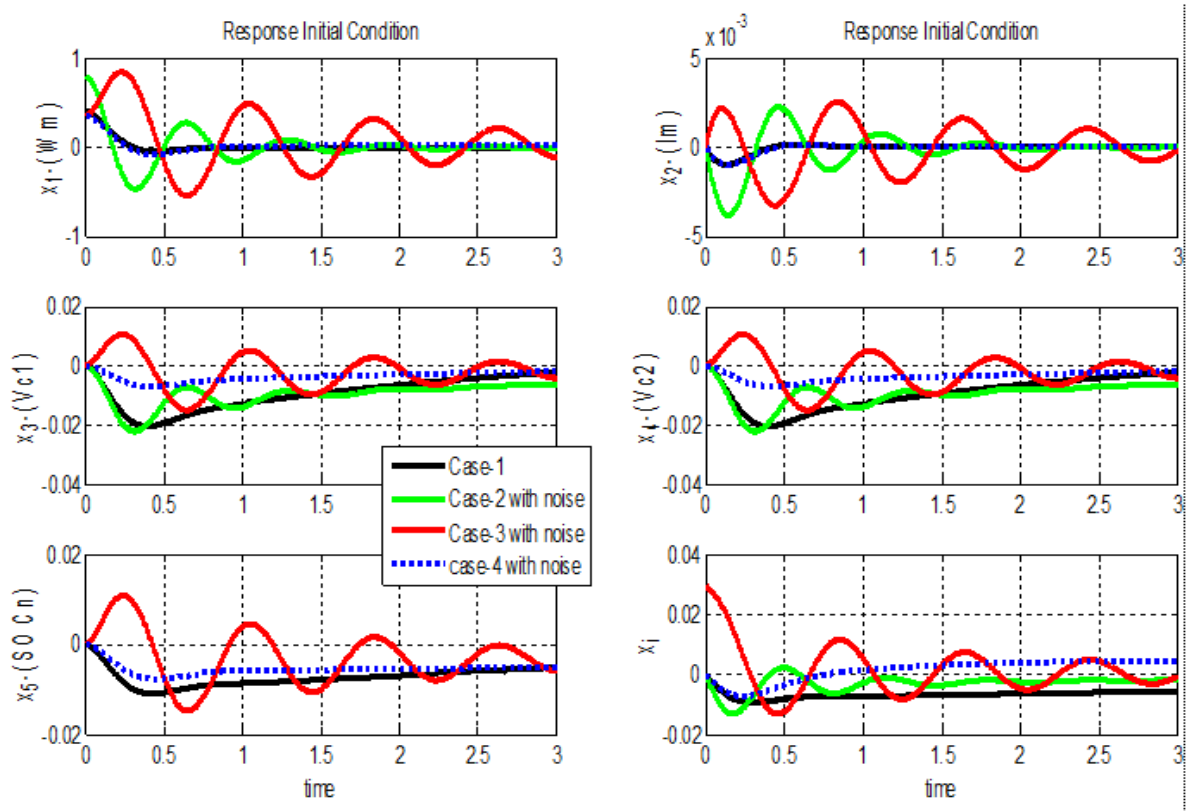 Response Initial Condition
1
0
-1
x1-(Wm)
0 0.5 1 1.5 2 2.5 3
Response Initial Condition
x 10^-3
5
0
-5
x2-(Im)
0 0.5 1 1.5 2 2.5 3
0.02
0
-0.02
-0.04
x3-(Vc1)
0 0.5 1 1.5
0.02
0
-0.02
-0.04
x4-(Vc2)
0 0.5 1 1.5 2 2.5 3
Case-1
Case-2 with noise
Case-3 with noise
case-4 with noise
0.02
0
-0.02
x5-(SOCn)
0 0.5 1 1.5 2 2.5 3
time
0.04
0.02
0
-0.02
xi
0 0.5 1 1.5 2 2.5 3
time